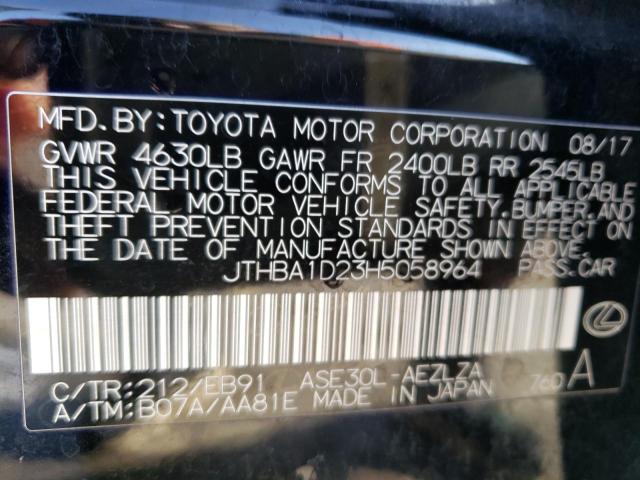 MFD. BY: TOYOTA MOTOR CORPORATION 08/17
GVWR 4630LB GAWR FR 2400LB RR 2545LB
THIS VEHICLE CONFORMS TO ALL APPLICABLE
FEDERAL MOTOR VEHICLE SAFETY, BUMPER, AND
THEFT PREVENTION STANDARDS IN EFFECT ON
THE DATE OF MANUFACTURE SHOWN ABOVE.
JTHBA1D23H5058964 PASS.CAR
C/TR:212/EB91 ASE30L-AEZLZA
A/TM:B07A/AA81E MADE IN JAPAN 760A